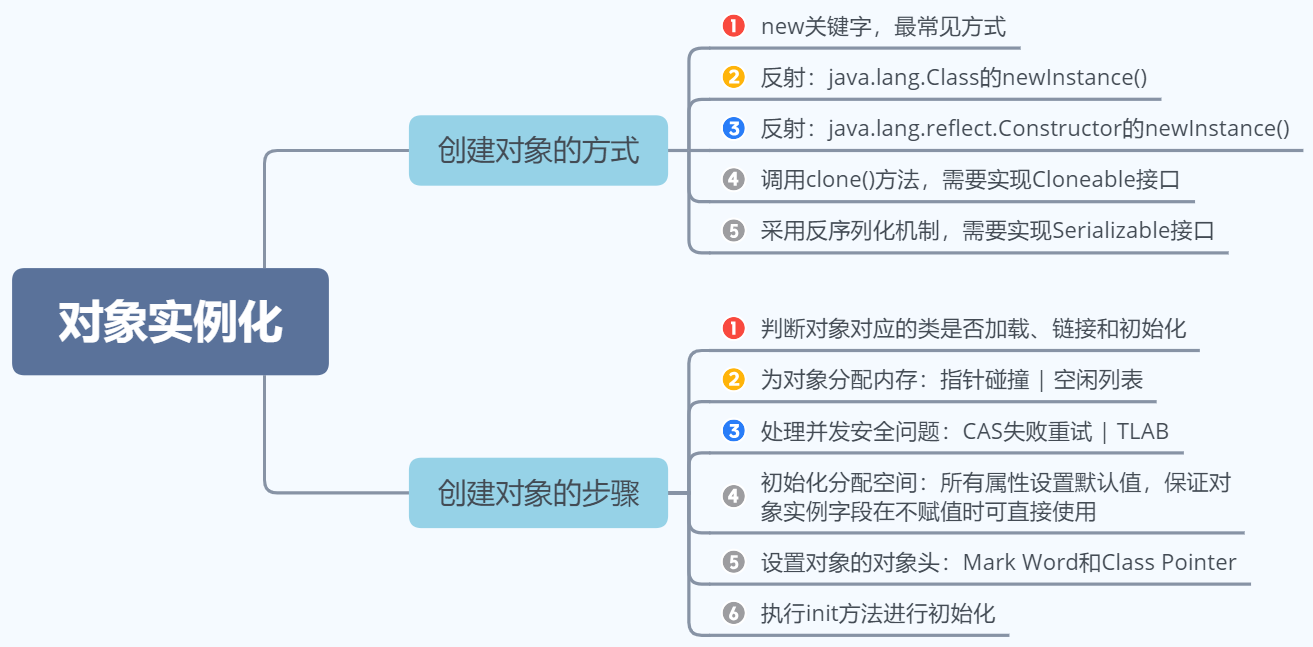 对象实例化
创建对象的方式
1 new关键字，最常见方式
2 反射：java.lang.Class的newInstance()
3 反射：java.lang.reflect.Constructor的newInstance()
4 调用clone()方法，需要实现Cloneable接口
5 采用反序列化机制，需要实现Serializable接口
创建对象的步骤
1 判断对象对应的类是否加载、链接和初始化
2 为对象分配内存：指针碰撞 | 空闲列表
3 处理并发安全问题：CAS失败重试 | TLAB
4 初始化分配空间：所有属性设置默认值，保证对
象实例字段在不赋值时可直接使用
5 设置对象的对象头：Mark Word和Class Pointer
6 执行init方法进行初始化